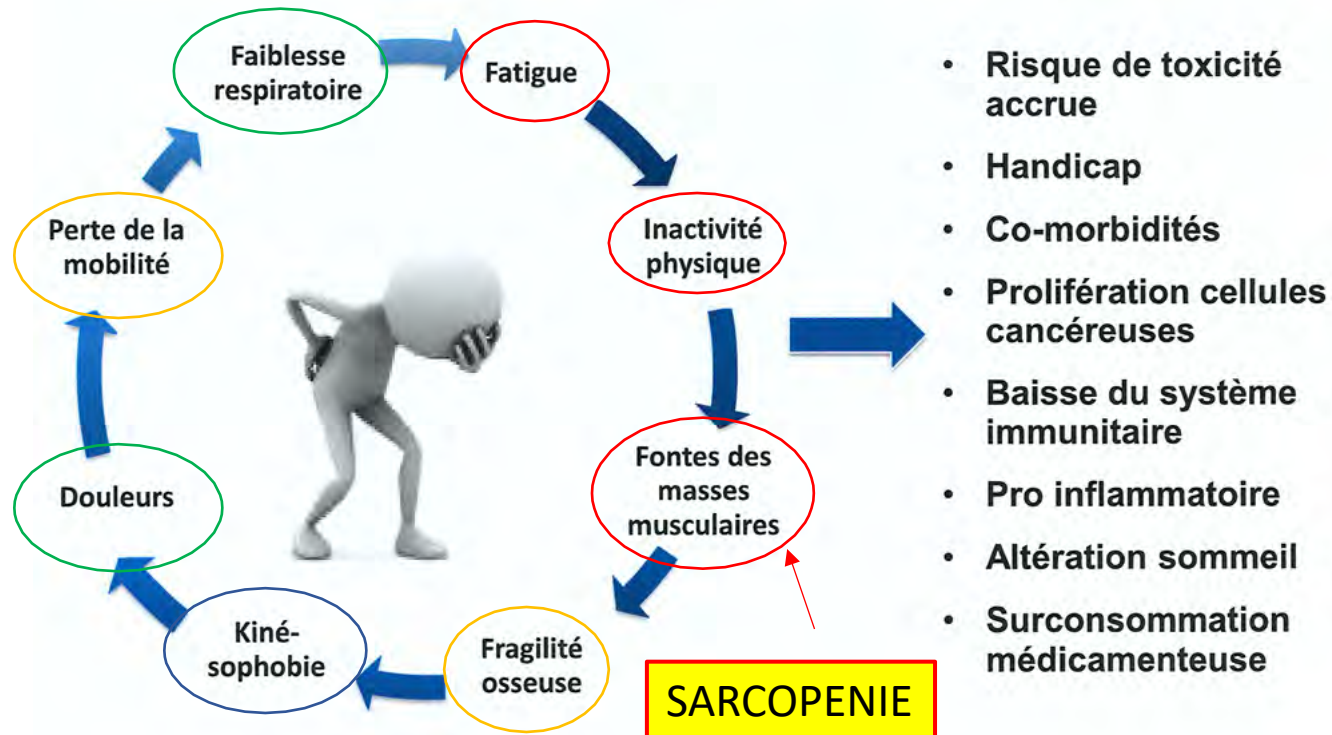 Faiblesse
respiratoire
Fatigue
Inactivité
physique
Fontes des
masses
musculaires
SARCOPENIE
Fragilité
osseuse
Kiné-
sophobie
Douleurs
Perte de la
mobilité
• Risque de toxicité
accrue
• Handicap
• Co-morbidités
• Prolifération cellules
cancéreuses
• Baisse du système
immunitaire
• Pro inflammatoire
• Altération sommeil
• Surconsommation
médicamenteuse